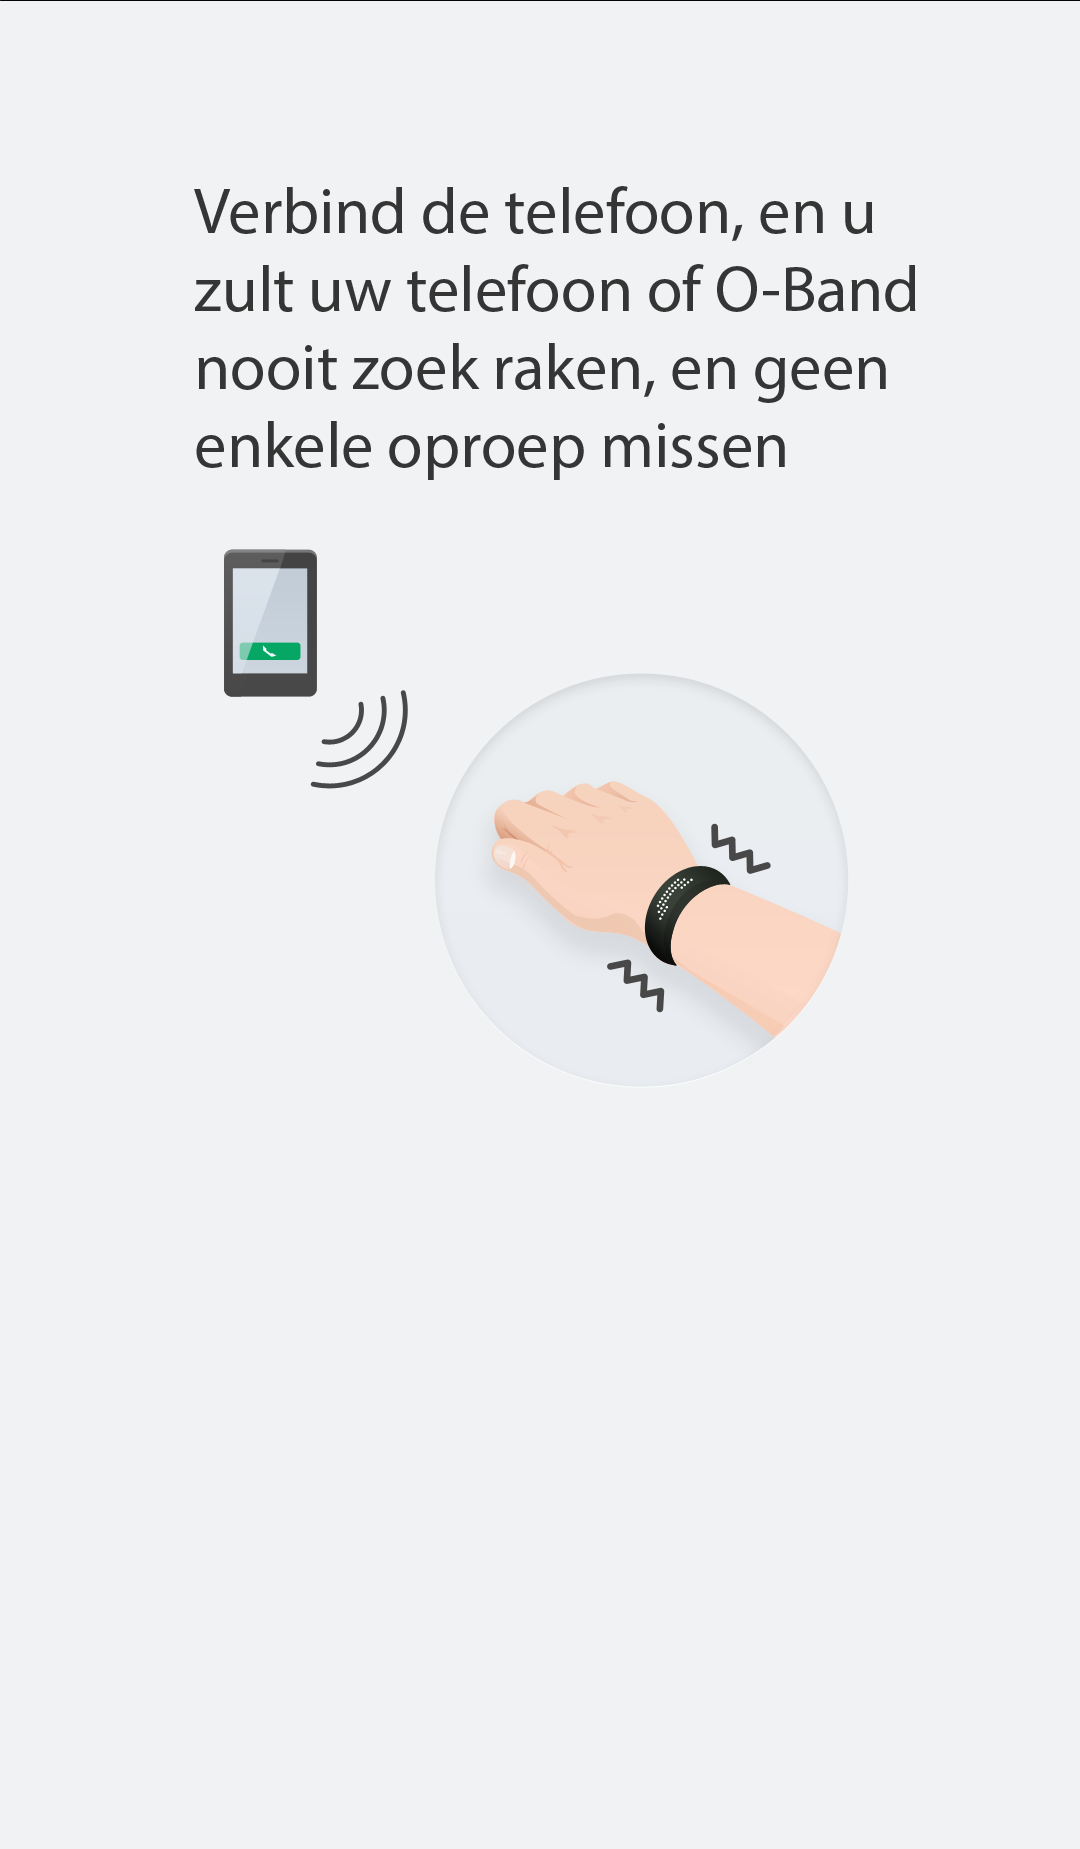 Verbind de telefoon, en u
zult uw telefoon of O-Band
nooit zoek raken, en geen
enkele oproep missen